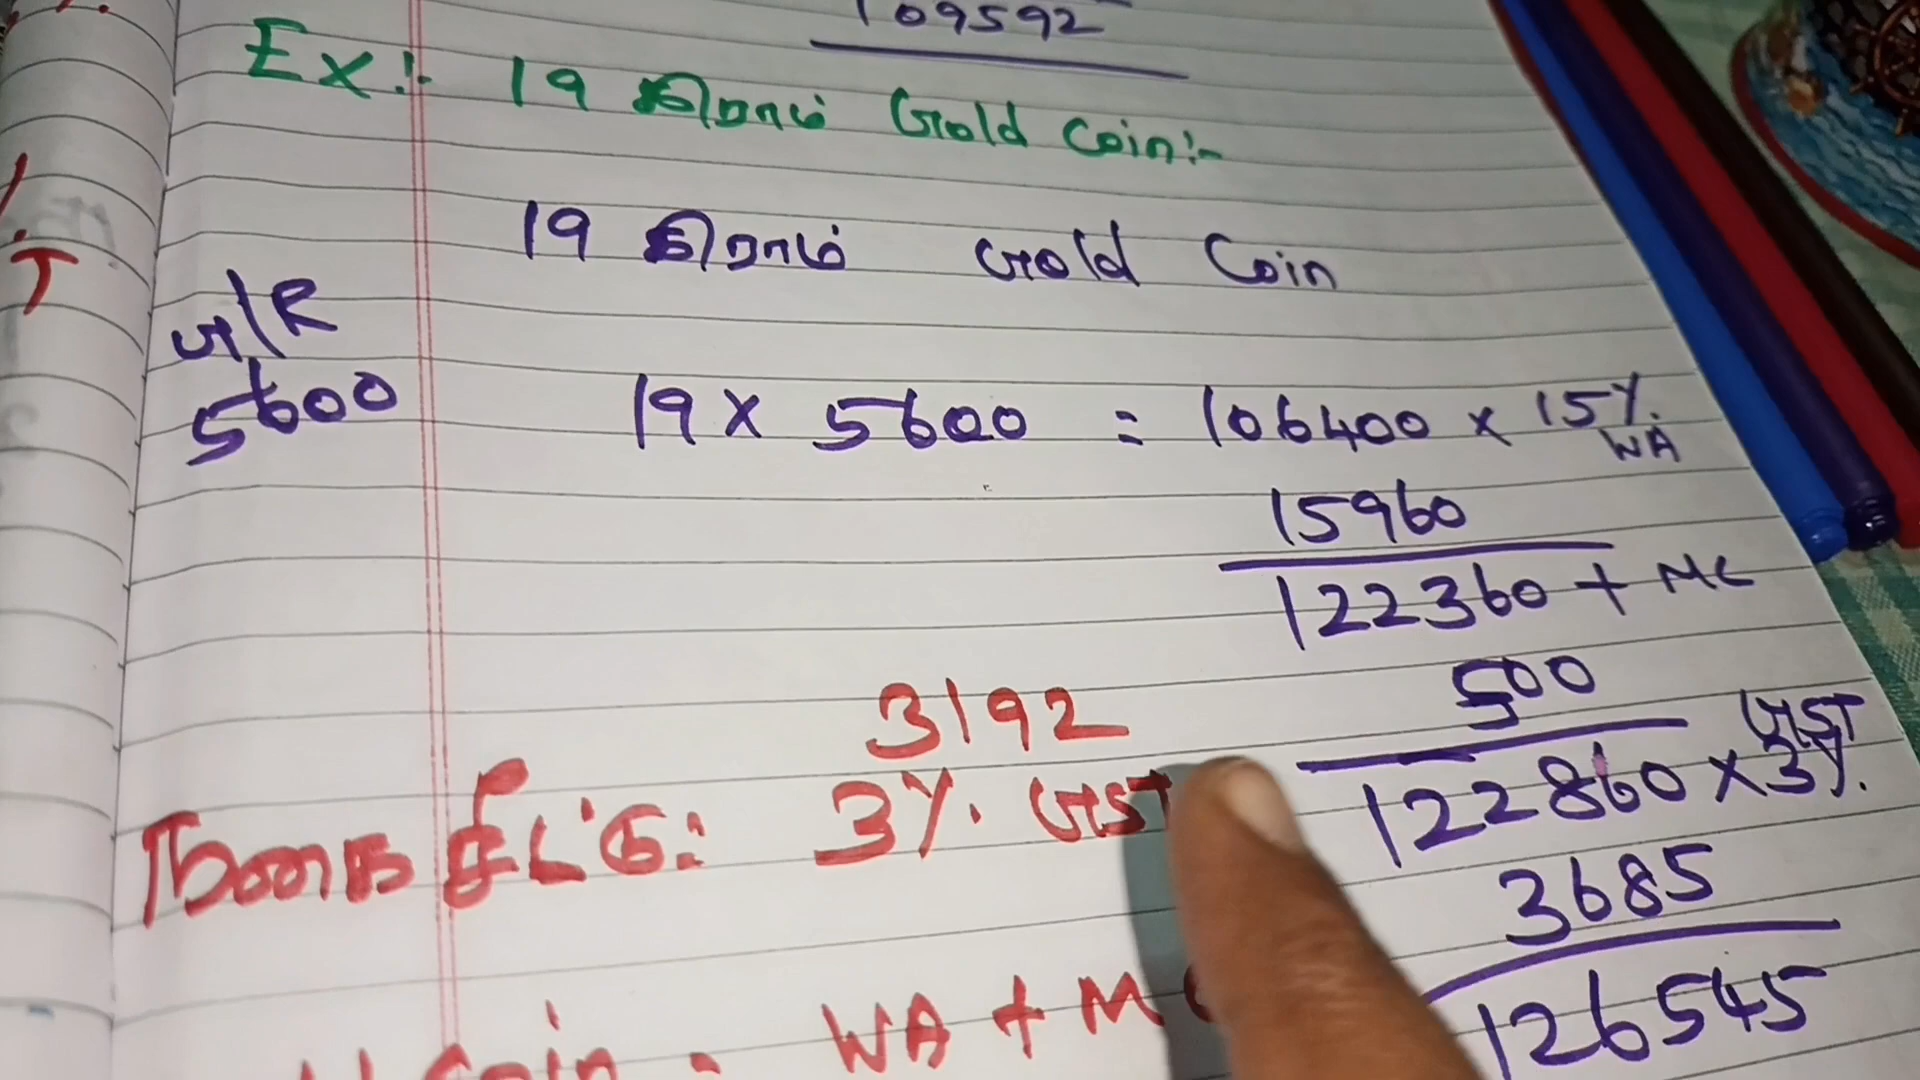 109592
Ex:- 19 கிராம் Gold Coin:-
19 கிராம் Gold Coin
G/R
5600
19 x 5600 = 106400 x 15%
WA
15960
122360 + MC
500
GST
122860 x 3%.
3685
126545
3192
நகை சீட்டு: 3%. GST
Coin - WA + M
T